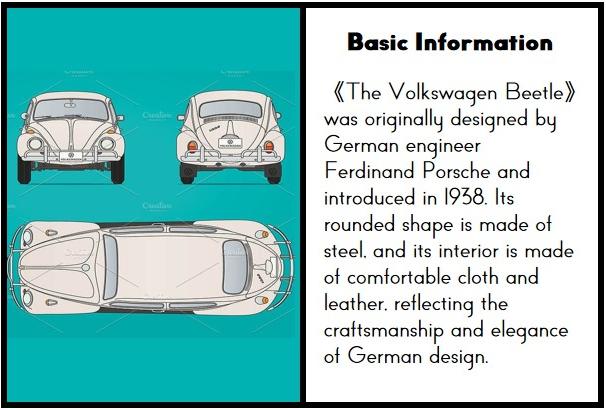 Basic Information
《The Volkswagen Beetle》
was originally designed by
German engineer
Ferdinand Porsche and
introduced in 1938. Its
rounded shape is made of
steel, and its interior is made
of comfortable cloth and
leather, reflecting the
craftsmanship and elegance
of German design.